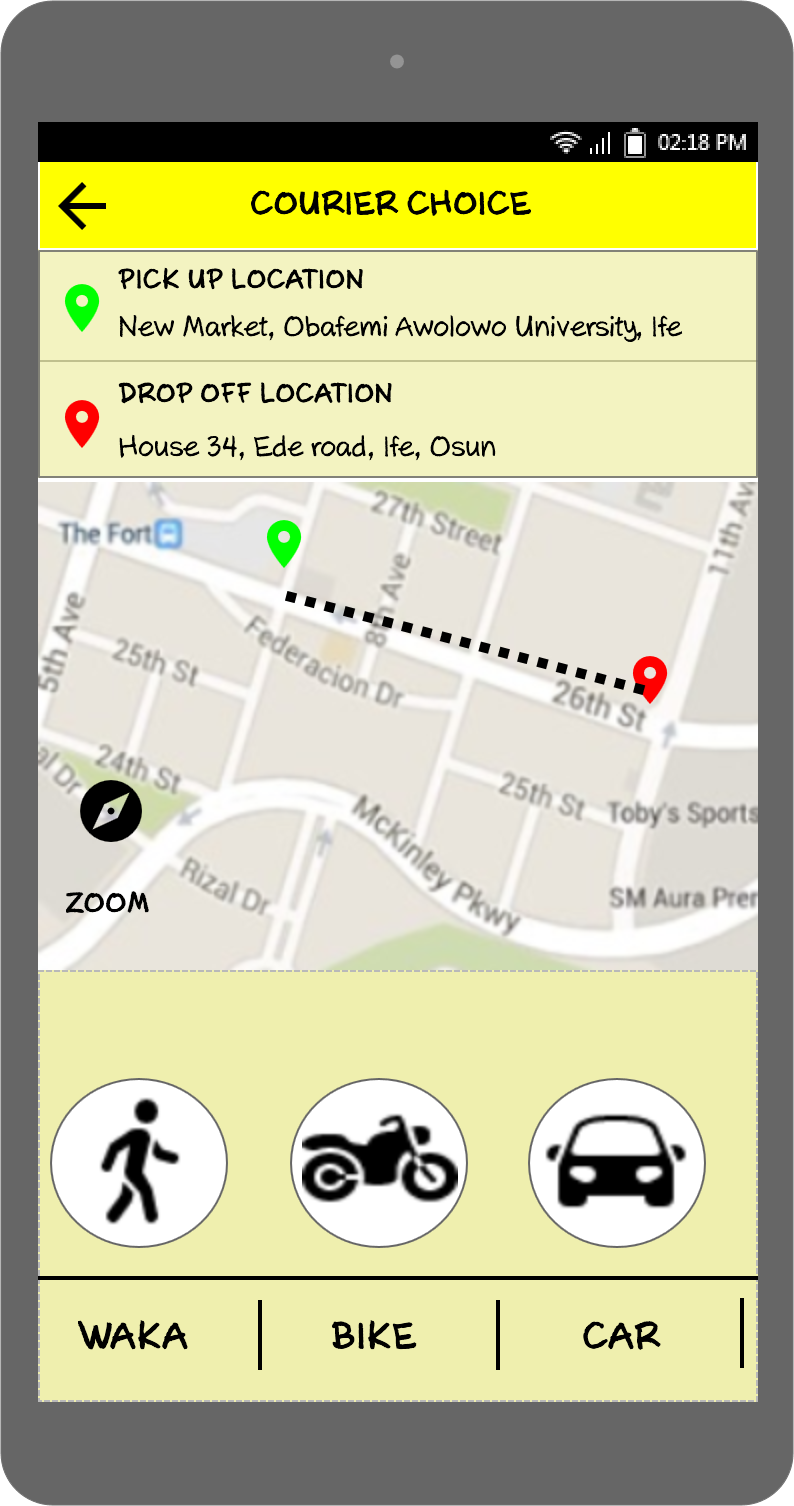 02:18 PM
COURIER CHOICE
PICK UP LOCATION
New Market, Obafemi Awolowo University, Ife
DROP OFF LOCATION
House 34, Ede road, Ife, Osun
27th Street
11th Av
The Fort
8th Ave
5th Ave
Federacion Dr
25th St
26th St
24th St
al Dr
25th St
Toby's Sports
McKinley Pkwy
Rizal Dr
SM Aura Prer
ZOOM
WAKA
BIKE
CAR